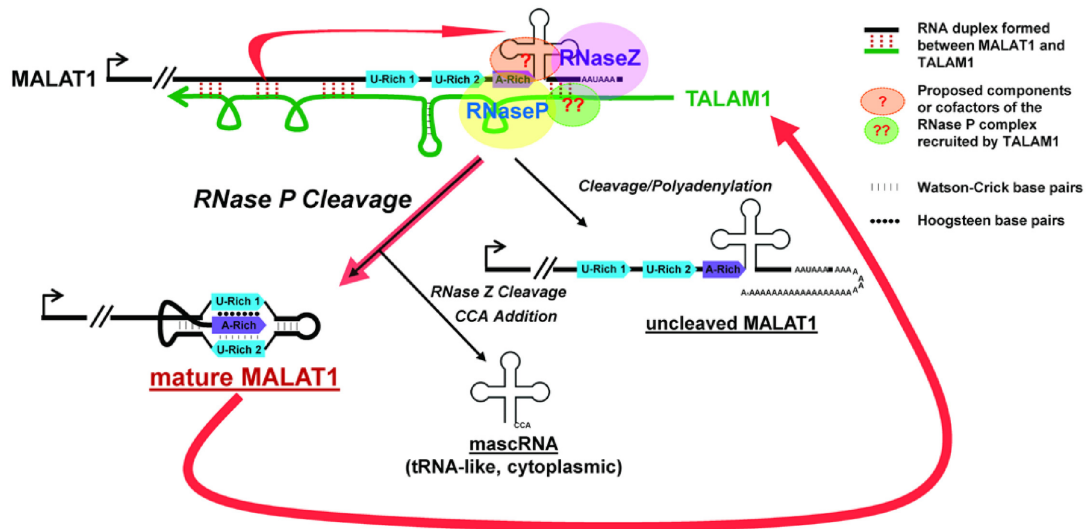 MALAT1
U-Rich 1
U-Rich 2
A-Rich
?
RNaseZ
AAUAAA
RNaseP
??
TALAM1
RNA duplex formed
between MALAT1 and
TALAM1
?
Proposed components
or cofactors of the
??
RNase P complex
recruited by TALAM1
Watson-Crick base pairs
Hoogsteen base pairs
RNase P Cleavage
Cleavage/Polyadenylation
U-Rich 1
U-Rich 2
A-Rich
AAUAAA
RNase Z Cleavage
CCA Addition
uncleaved MALAT1
U-Rich 1
A-Rich
U-Rich 2
mature MALAT1
CCA
mascRNA
(tRNA-like, cytoplasmic)